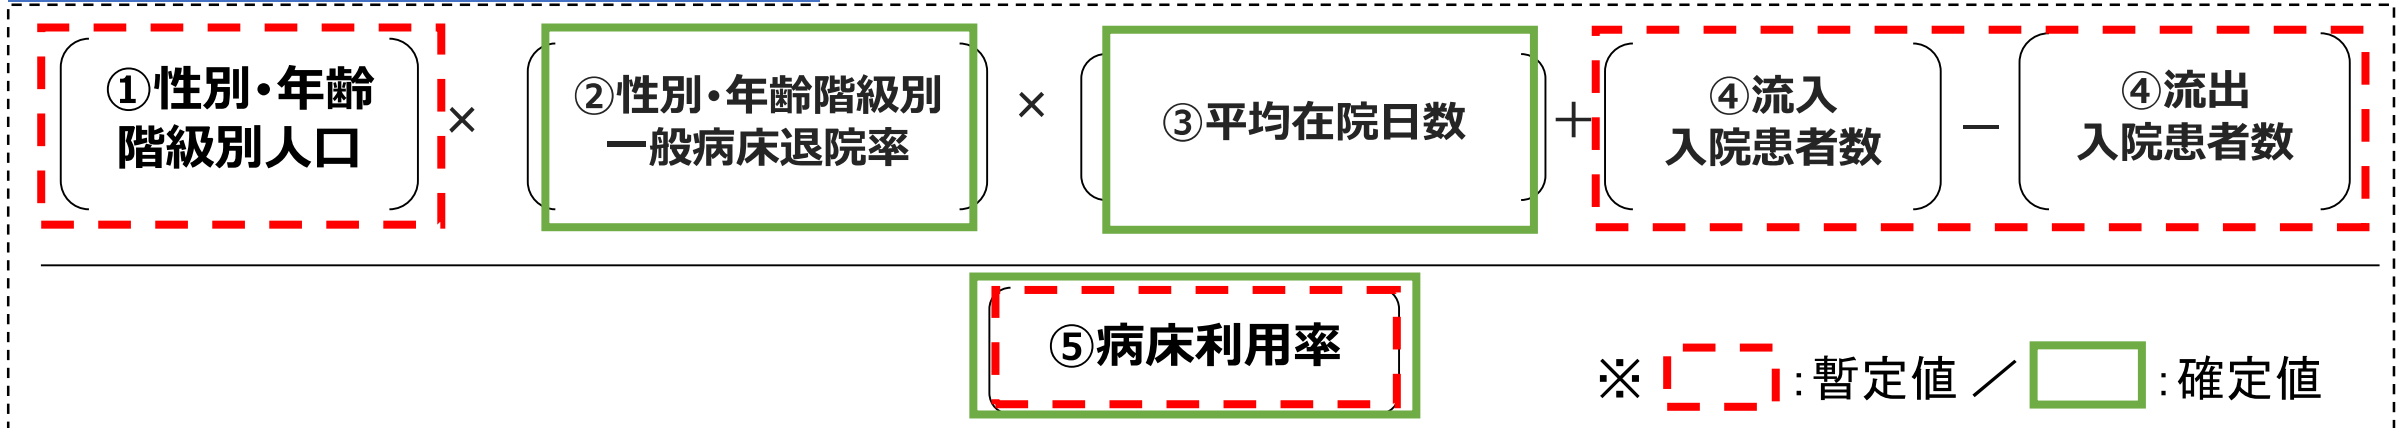 ①性別・年齢
階級別人口
×
②性別・年齢階級別
一般病床退院率
×
③平均在院日数
＋
④流入
入院患者数
－
④流出
入院患者数
⑤病床利用率
※ ：暫定値 ／ ：確定値